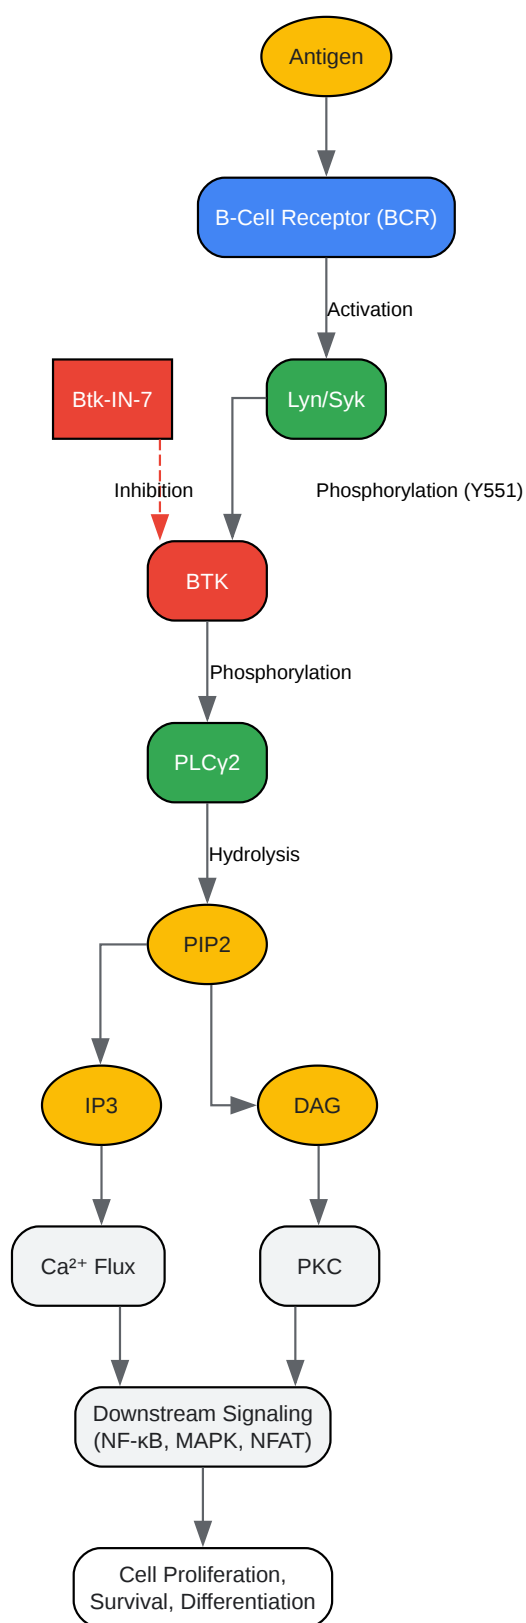 Antigen
B-Cell Receptor (BCR)
Activation
Btk-IN-7
Lyn/Syk
Inhibition
Phosphorylation (Y551)
BTK
Phosphorylation
PLCγ2
Hydrolysis
PIP2
IP3
DAG
Ca²⁺ Flux
PKC
Downstream Signaling
(NF-κB, MAPK, NFAT)
Cell Proliferation,
Survival, Differentiation